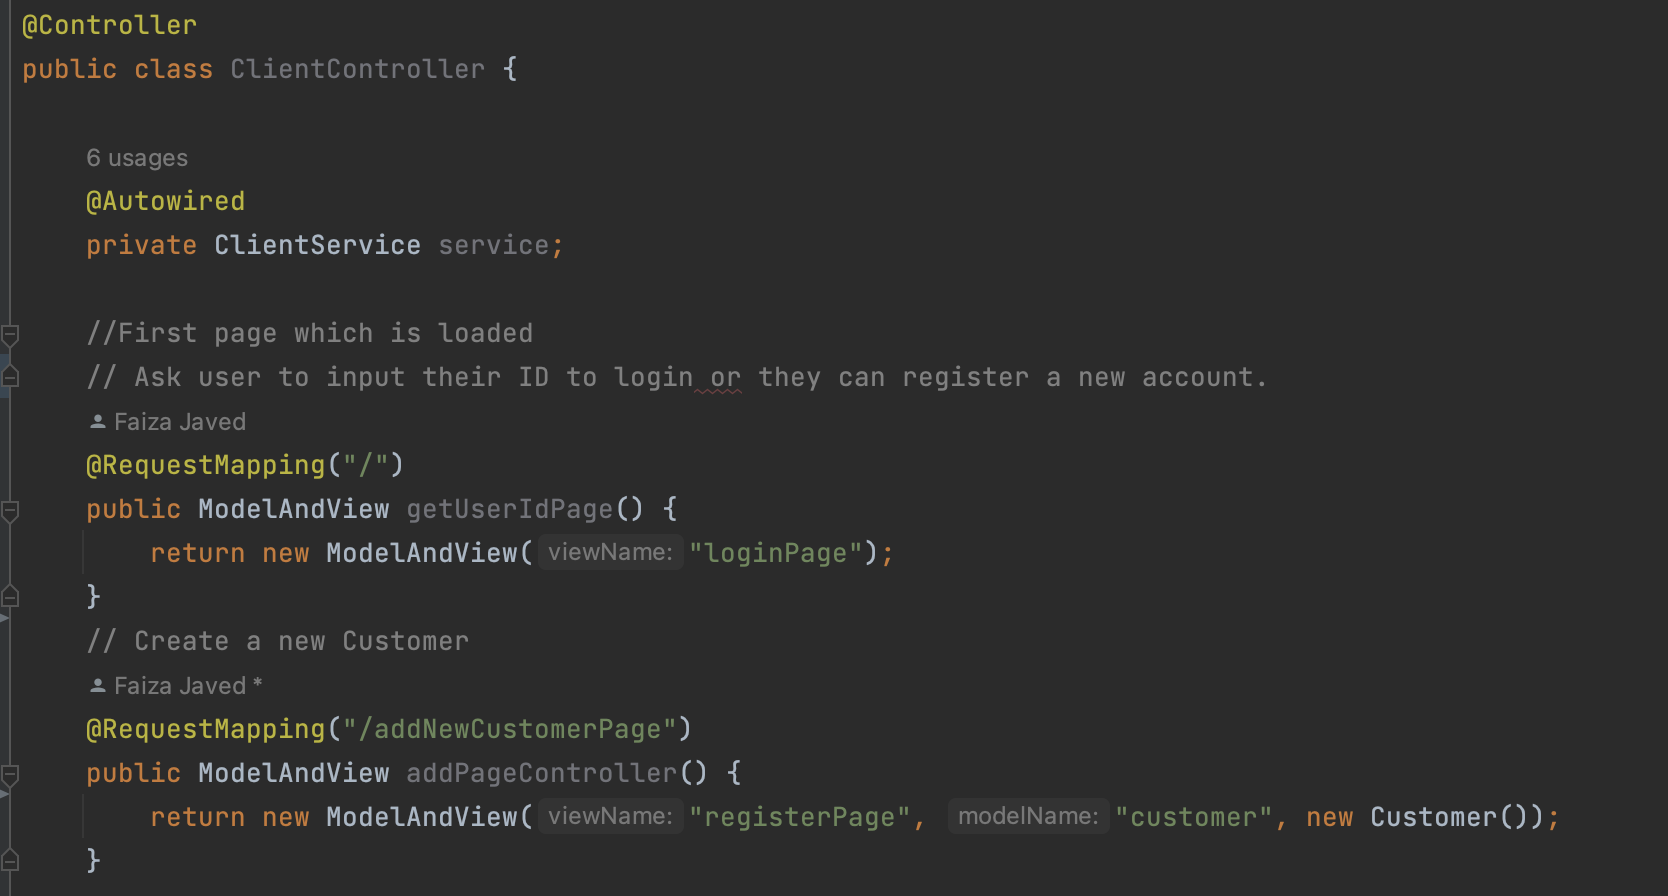 @Controller
public class ClientController {
6 usages
@Autowired
private ClientService service;
//First page which is loaded
// Ask user to input their ID to login or they can register a new account.
Faiza Javed
@RequestMapping("/")
public ModelAndView getUserIdPage() {
return new ModelAndView( viewName: "loginPage");
}
// Create a new Customer
Faiza Javed *
@RequestMapping("/addNewCustomerPage")
public ModelAndView addPageController() {
return new ModelAndView( viewName: "registerPage", modelName: "customer", new Customer());
}